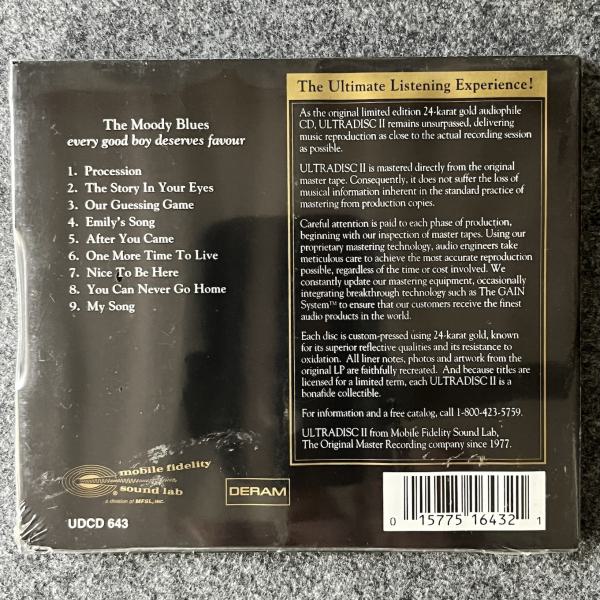 The Moody Blues
every good boy deserves favour
1. Procession
2. The Story In Your Eyes
3. Our Guessing Game
4. Emily's Song
5. After You Came
6. One More Time To Live
7. Nice To Be Here
8. You Can Never Go Home
9. My Song
The Ultimate Listening Experience!
As the original limited edition 24-karat gold audiophile
CD, ULTRADISC II remains unsurpassed, delivering
music reproduction as close to the actual recording session
as possible.
ULTRADISC II is mastered directly from the original
master tape. Consequently, it does not suffer the loss of
musical information inherent in the standard practice of
mastering from production copies.
Careful attention is paid to each phase of production,
beginning with our inspection of master tapes. Using our
proprietary mastering technology, audio engineers take
meticulous care to achieve the most accurate reproduction
possible, regardless of the time or cost involved. We
constantly update our mastering equipment, occasionally
integrating breakthrough technology such as The GAIN
System™ to ensure that our customers receive the finest
audio products in the world.
Each disc is custom-pressed using 24-karat gold, known
for its superior reflective qualities and its resistance to
oxidation. All liner notes, photos and artwork from the
original LP are faithfully recreated. And because titles are
licensed for a limited term, each ULTRADISC II is a
bonafide collectible.
For information and a free catalog, call 1-800-423-5759.
ULTRADISC II from Mobile Fidelity Sound Lab,
The Original Master Recording company since 1977.
mobile fidelity
® sound lab
a division of MFSL, INC.
DERAM
UDCD 643
0 15775 16432 1